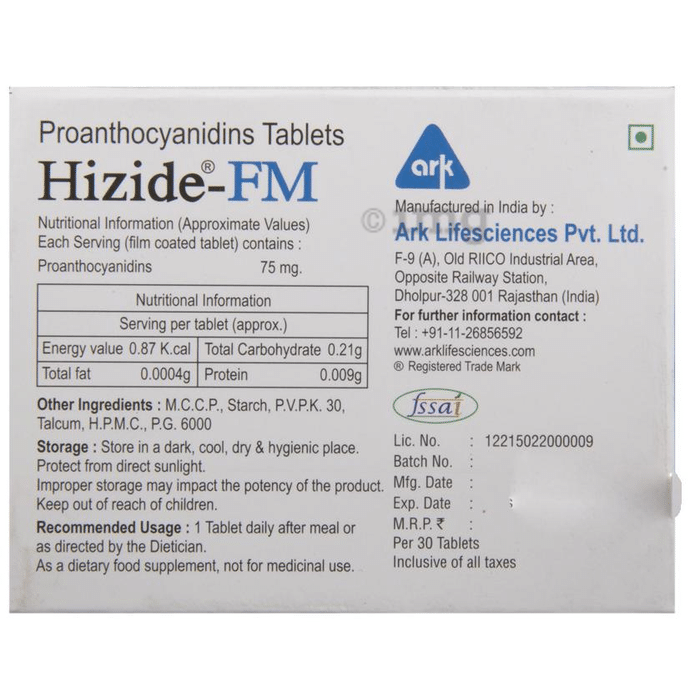 Proanthocyanidins Tablets
Hizide®-FM
Nutritional Information (Approximate Values)
Each Serving (film coated tablet) contains :
Proanthocyanidins 75 mg.
Nutritional Information
Serving per tablet (approx.)
Energy value 0.87 K.cal Total Carbohydrate 0.21g
Total fat 0.0004g Protein 0.009g
Other Ingredients : M.C.C.P., Starch, P.V.P.K. 30,
Talcum, H.P.M.C., P.G. 6000
Storage : Store in a dark, cool, dry & hygienic place.
Protect from direct sunlight.
Improper storage may impact the potency of the product.
Keep out of reach of children.
Recommended Usage : 1 Tablet daily after meal or
as directed by the Dietician.
As a dietary food supplement, not for medicinal use.
ark
© 1mg
Manufactured in India by :
Ark Lifesciences Pvt. Ltd.
F-9 (A), Old RIICO Industrial Area,
Opposite Railway Station,
Dholpur-328 001 Rajasthan (India)
For further information contact :
Tel : +91-11-26856592
www.arklifesciences.com
® Registered Trade Mark
fssai
Lic. No. : 12215022000009
Batch No. :
Mfg. Date :
Exp. Date :
M.R.P. ₹ :
Per 30 Tablets
Inclusive of all taxes